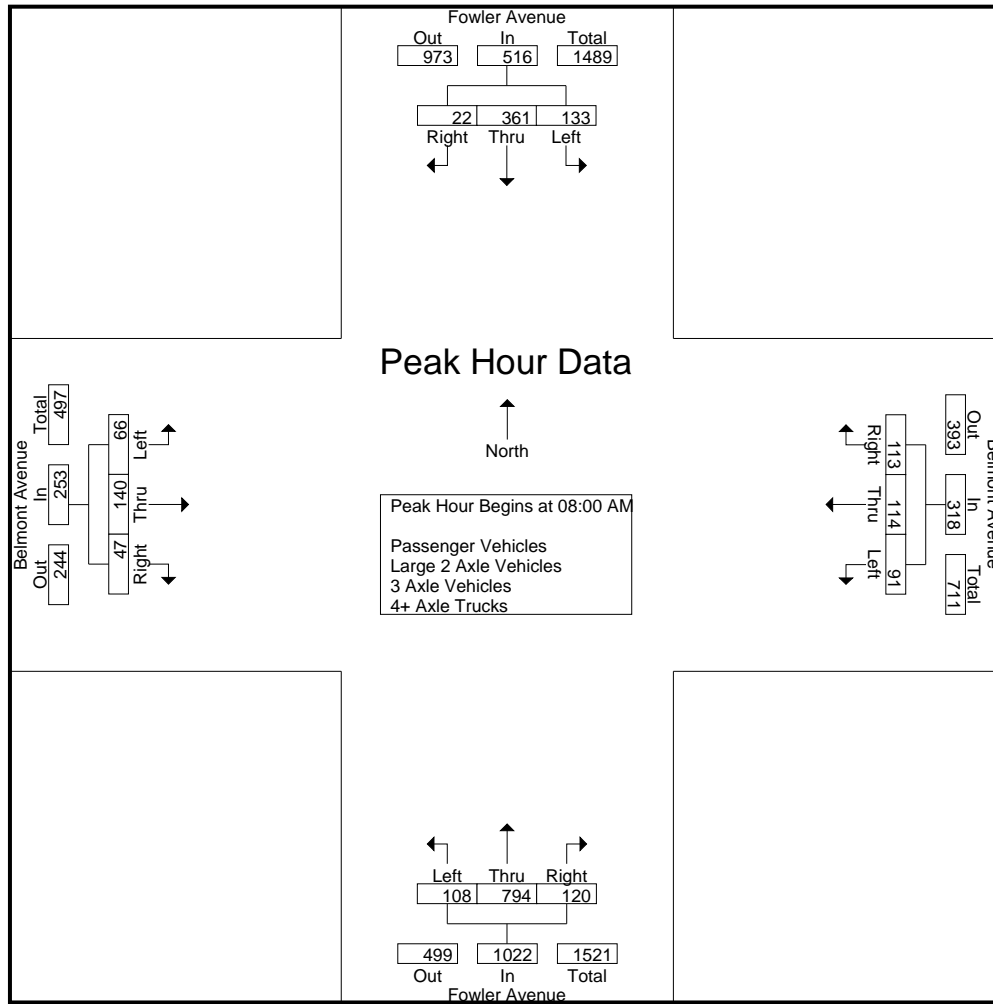 Fowler Avenue
Out In Total
973 516 1489
22 361 133
Right Thru Left
Peak Hour Data
North
Peak Hour Begins at 08:00 AM
Passenger Vehicles
Large 2 Axle Vehicles
3 Axle Vehicles
4+ Axle Trucks
Belmont Avenue
Out In Total
244 253 497
Right Thru Left
47 140 66
Belmont Avenue
Out In Total
393 318 711
Right Thru Left
113 114 91
Left Thru Right
108 794 120
499 1022 1521
Out In Total
Fowler Avenue